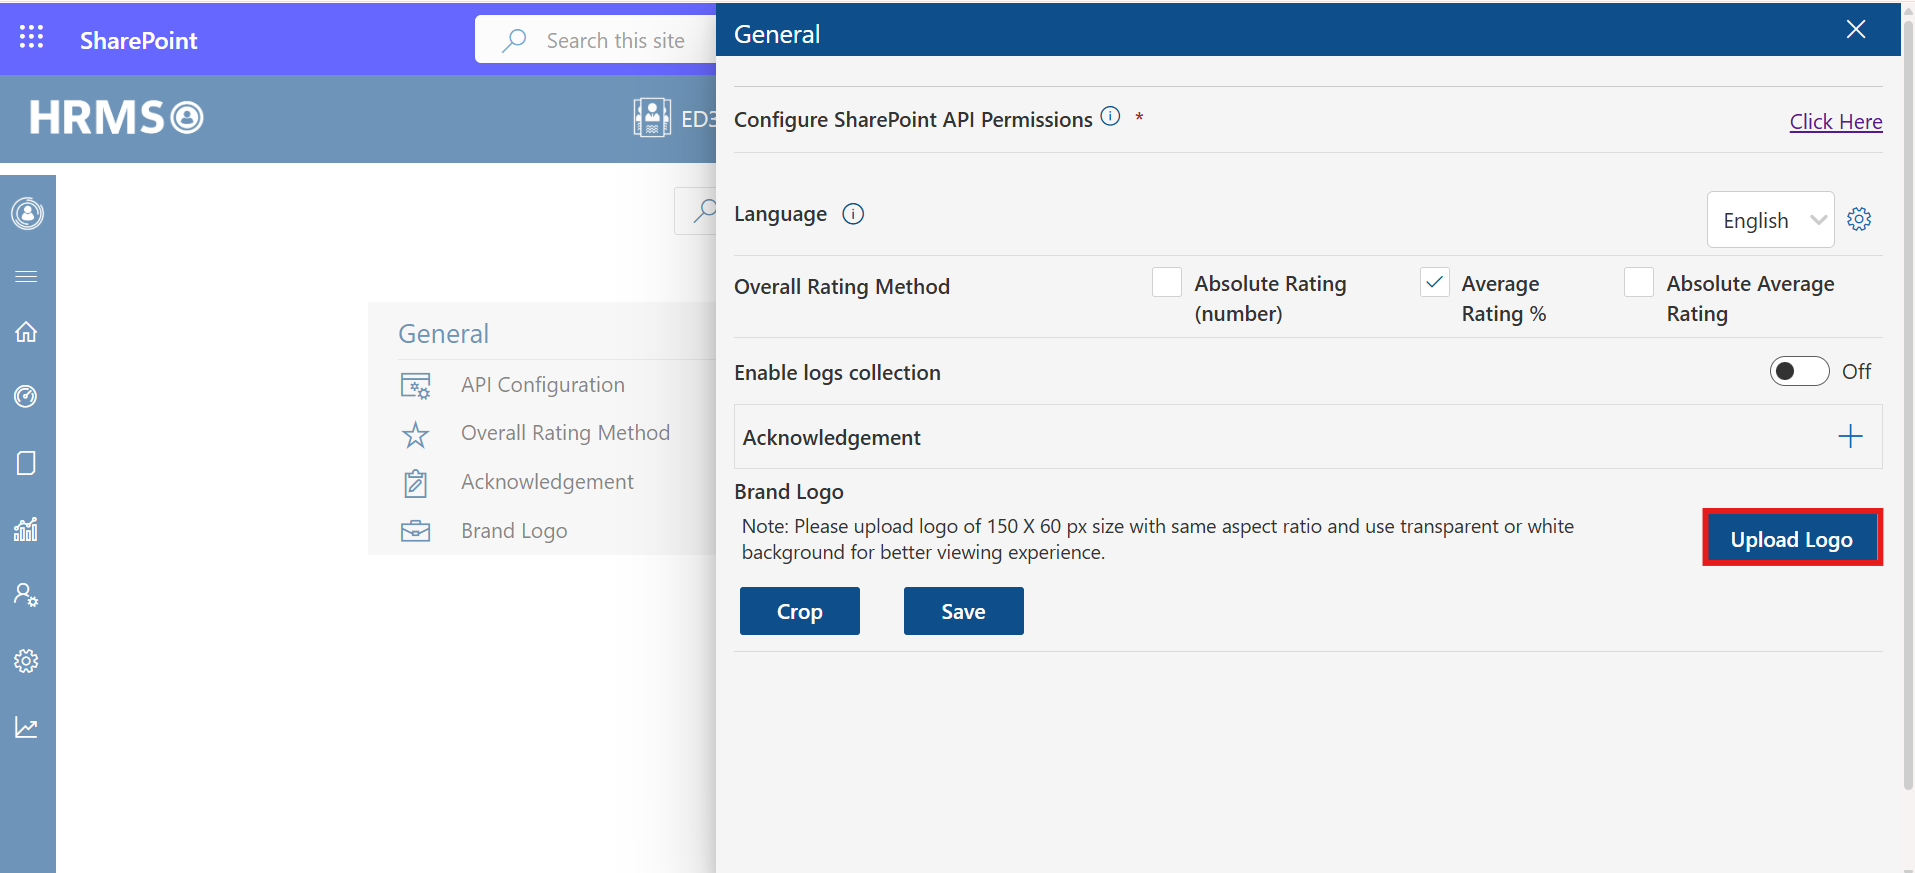 SharePoint
Search this site
HRMS
ED3
General
API Configuration
Overall Rating Method
Acknowledgement
Brand Logo
General
Configure SharePoint API Permissions *
Click Here
Language
English
Overall Rating Method
Absolute Rating
(number)
Average
Rating %
Absolute Average
Rating
Enable logs collection
Off
Acknowledgement
Brand Logo
Note: Please upload logo of 150 X 60 px size with same aspect ratio and use transparent or white
background for better viewing experience.
Upload Logo
Crop
Save